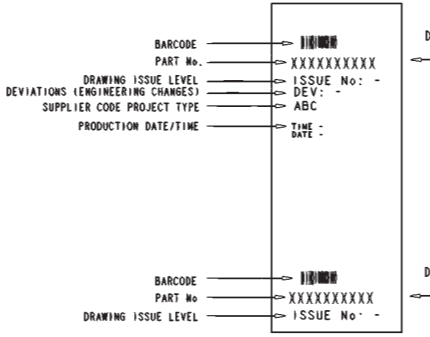 BARCODE
PART No. XXXXXXXXXX
DRAWING ISSUE LEVEL ISSUE No: -
DEVIATIONS (ENGINEERING CHANGES) DEV: -
SUPPLIER CODE PROJECT TYPE ABC
PRODUCTION DATE/TIME TIME -
DATE -
BARCODE
PART No XXXXXXXXXX
DRAWING ISSUE LEVEL ISSUE No: -